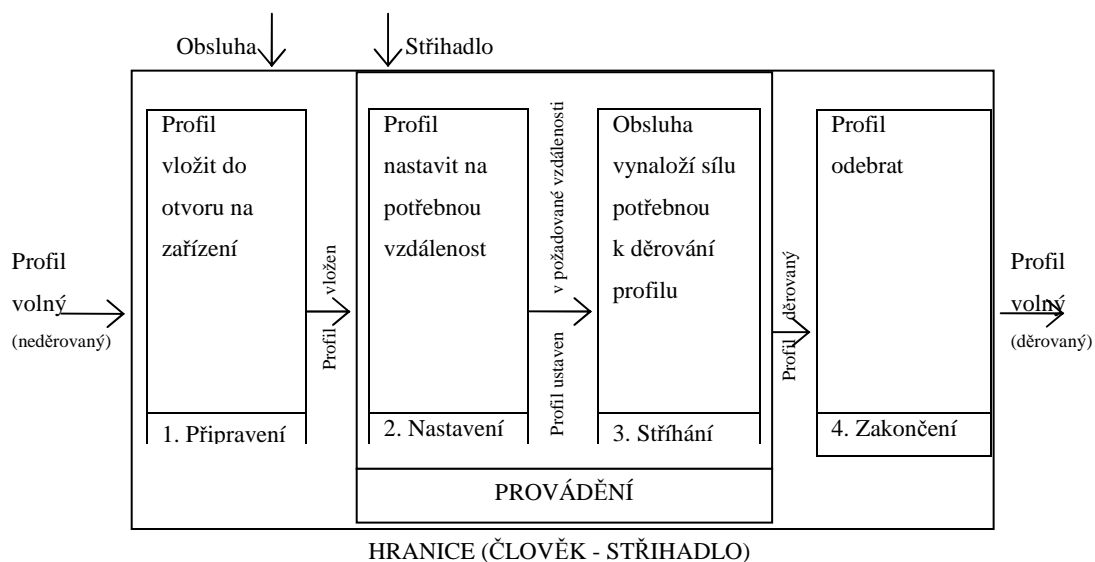 Obsluha
Střihadlo
Profil
volný
(neděrovaný)
Profil
vložit do
otvoru na
zařízení
1. Připravení
Profil vložen
Profil
nastavit na
potřebnou
vzdálenost
2. Nastavení
Profil ustaven v požadované vzdálenosti
Obsluha
vynaloží sílu
potřebnou
k děrování
profilu
3. Stříhání
PROVÁDĚNÍ
Profil děrovaný
Profil
odebrat
4. Zakončení
Profil
volný
(děrovaný)
HRANICE (ČLOVĚK - STŘIHADLO)